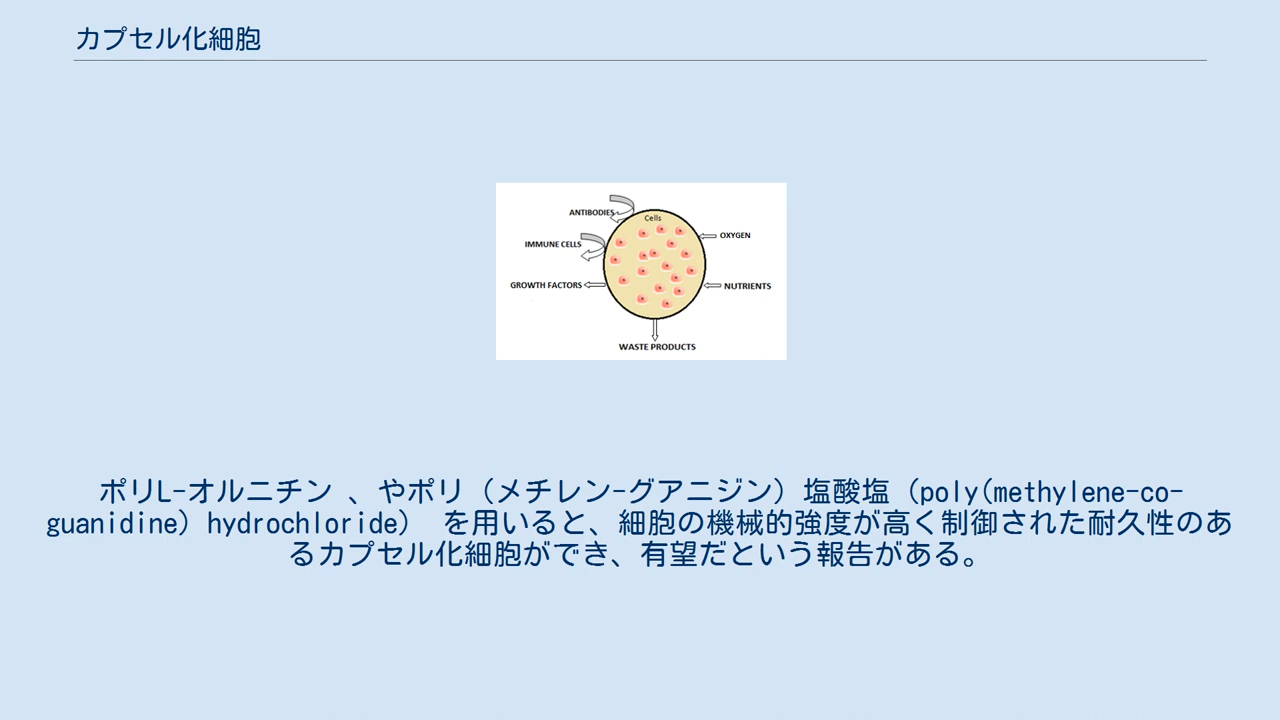 カプセル化細胞
ANTIBODIES
Cells
OXYGEN
IMMUNE CELLS
GROWTH FACTORS
NUTRIENTS
WASTE PRODUCTS
ポリL-オルニチン 、やポリ（メチレン-グアニジン）塩酸塩（poly(methylene-co-
guanidine) hydrochloride） を用いると、細胞の機械的強度が高く制御された耐久性のあ
るカプセル化細胞ができ、有望だという報告がある。